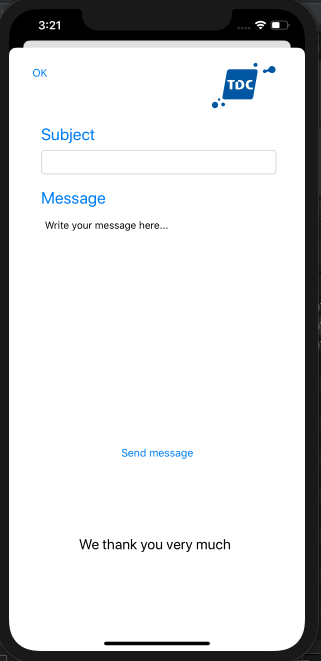 3:21
OK
TDC
Subject
Message
Write your message here...
Send message
We thank you very much